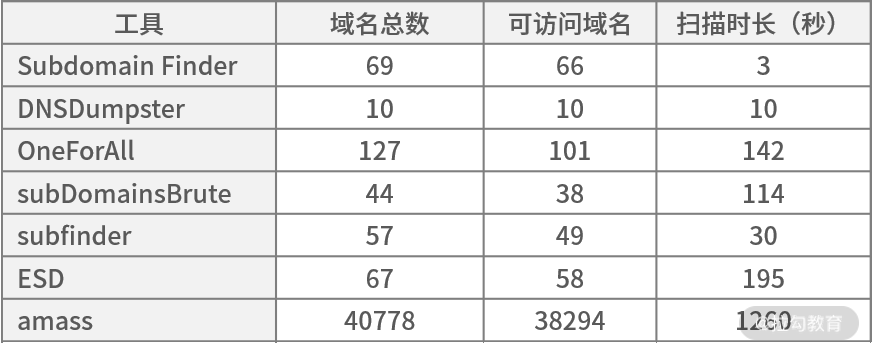 工具 域名总数 可访问域名 扫描时长（秒）
Subdomain Finder 69 66 3
DNSDumpster 10 10 10
OneForAll 127 101 142
subDomainsBrute 44 38 114
subfinder 57 49 30
ESD 67 58 195
amass 40778 38294 1260
@拉勾教育